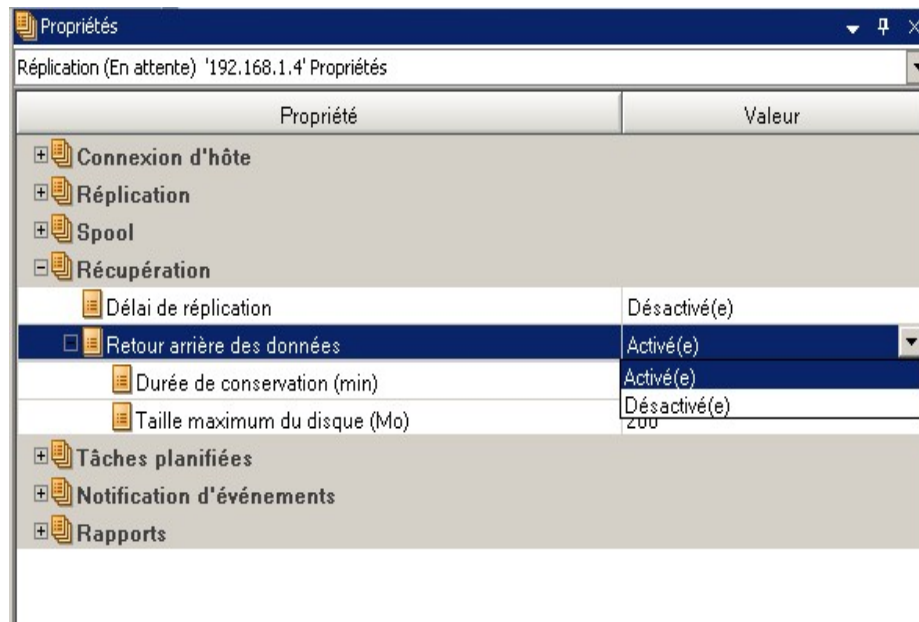 Propriétés
Réplication (En attente) '192.168.1.4' Propriétés
Propriété Valeur
Connexion d'hôte
Réplication
Spool
Récupération
Délai de réplication Désactivé(e)
Retour arrière des données Activé(e)
Durée de conservation (min) Activé(e)
Désactivé(e)
Taille maximum du disque (Mo) 200
Tâches planifiées
Notification d'événements
Rapports